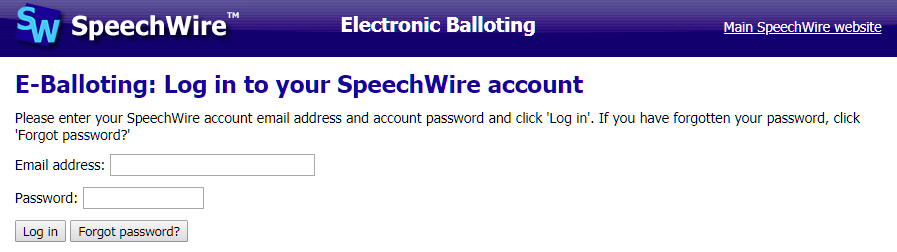 SW SpeechWire™
Electronic Balloting
Main SpeechWire website
E-Balloting: Log in to your SpeechWire account
Please enter your SpeechWire account email address and account password and click 'Log in'. If you have forgotten your password, click
'Forgot password?'
Email address:
Password:
Log in Forgot password?